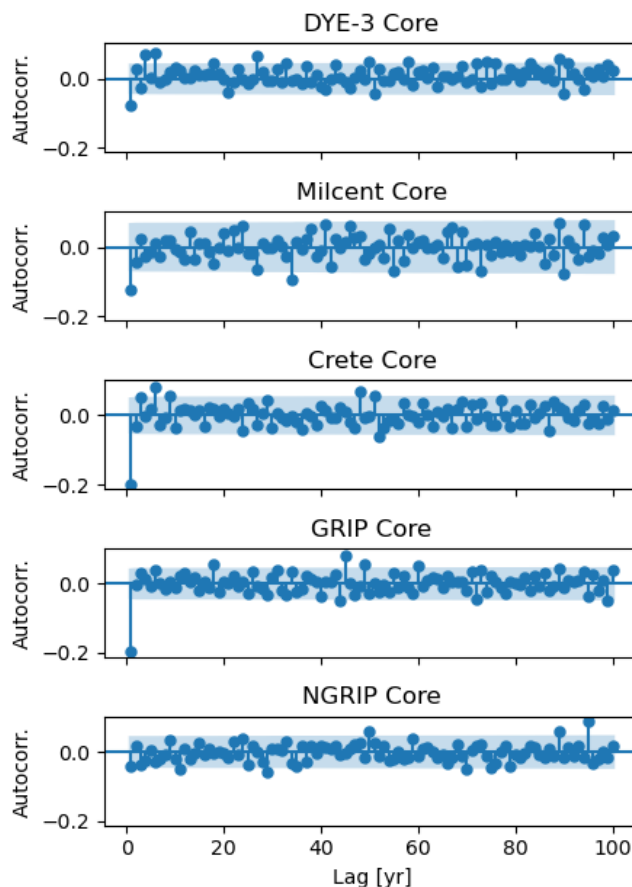 DYE-3 Core
Autocorr.
0.0
−0.2
Milcent Core
Autocorr.
0.0
−0.2
Crete Core
Autocorr.
0.0
−0.2
GRIP Core
Autocorr.
0.0
−0.2
NGRIP Core
Autocorr.
0.0
−0.2
0 20 40 60 80 100
Lag [yr]